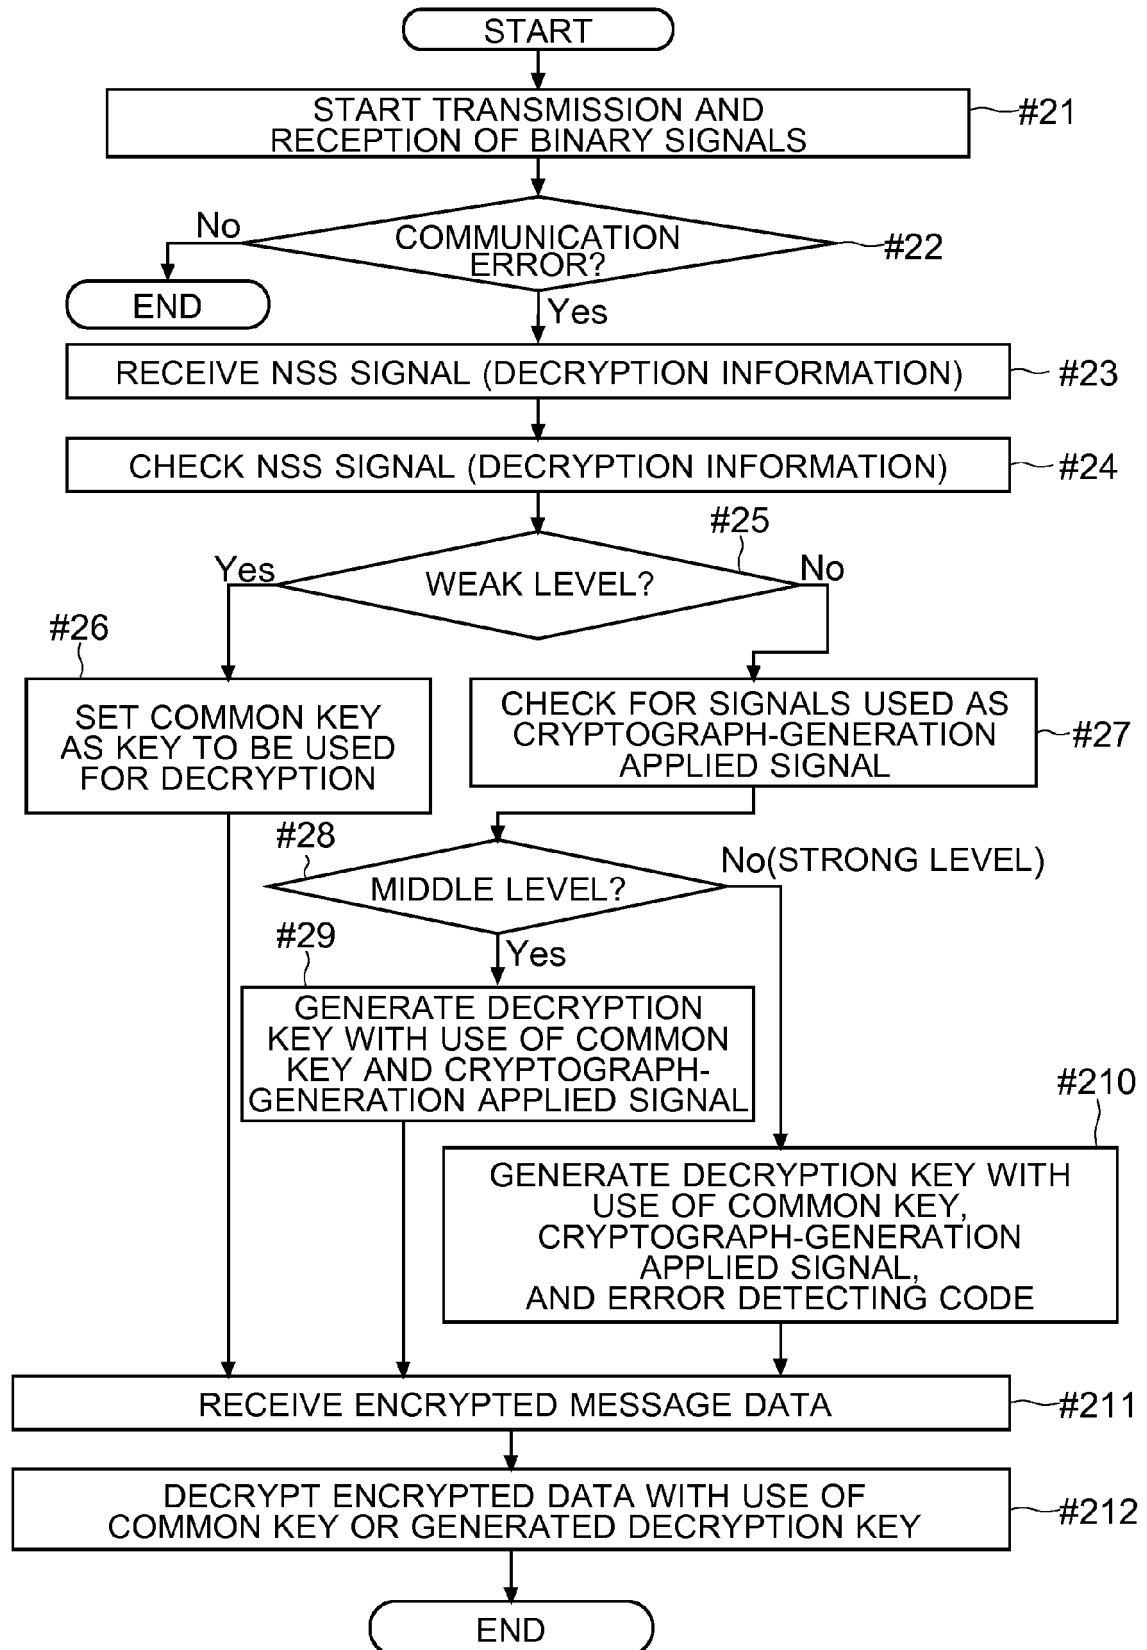 START
START TRANSMISSION AND
RECEPTION OF BINARY SIGNALS
#21
No
COMMUNICATION
ERROR?
#22
END
Yes
RECEIVE NSS SIGNAL (DECRYPTION INFORMATION)
#23
CHECK NSS SIGNAL (DECRYPTION INFORMATION)
#24
#25
Yes
WEAK LEVEL?
No
#26
SET COMMON KEY
AS KEY TO BE USED
FOR DECRYPTION
CHECK FOR SIGNALS USED AS
CRYPTOGRAPH-GENERATION
APPLIED SIGNAL
#27
#28
MIDDLE LEVEL?
No(STRONG LEVEL)
#29
Yes
GENERATE DECRYPTION
KEY WITH USE OF COMMON
KEY AND CRYPTOGRAPH-
GENERATION APPLIED SIGNAL
#210
GENERATE DECRYPTION KEY WITH
USE OF COMMON KEY,
CRYPTOGRAPH-GENERATION
APPLIED SIGNAL,
AND ERROR DETECTING CODE
RECEIVE ENCRYPTED MESSAGE DATA
#211
DECRYPT ENCRYPTED DATA WITH USE OF
COMMON KEY OR GENERATED DECRYPTION KEY
#212
END